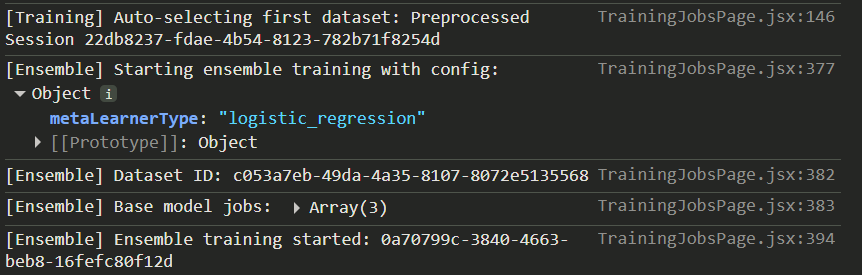 [Training] Auto-selecting first dataset: Preprocessed TrainingJobsPage.jsx:146
Session 22db8237-fdae-4b54-8123-782b71f8254d
[Ensemble] Starting ensemble training with config: TrainingJobsPage.jsx:377
Object i
metaLearnerType: "logistic_regression"
[[Prototype]]: Object
[Ensemble] Dataset ID: c053a7eb-49da-4a35-8107-8072e5135568 TrainingJobsPage.jsx:382
[Ensemble] Base model jobs: Array(3) TrainingJobsPage.jsx:383
[Ensemble] Ensemble training started: 0a70799c-3840-4663- TrainingJobsPage.jsx:394
beb8-16fefc80f12d